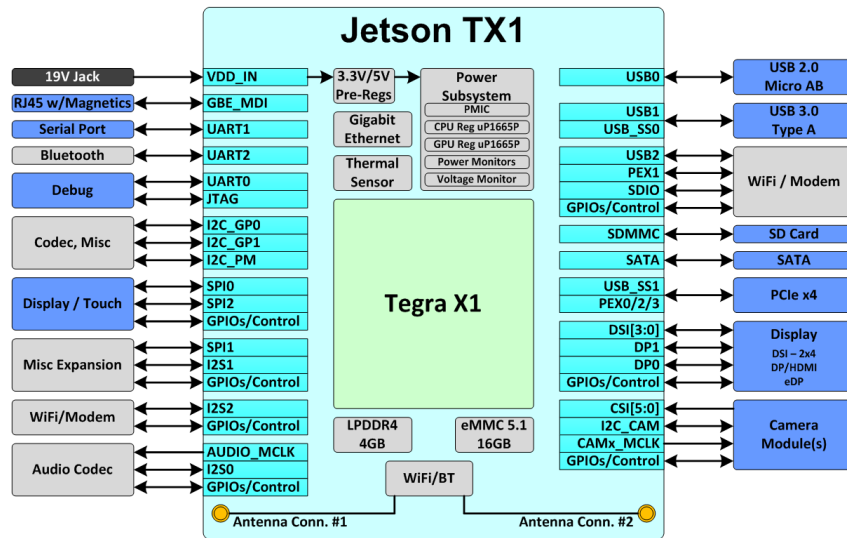 Jetson TX1
19V Jack
VDD_IN
RJ45 w/Magnetics
GBE_MDI
Serial Port
UART1
Bluetooth
UART2
Debug
UART0
JTAG
Codec, Misc
I2C_GP0
I2C_GP1
I2C_PM
Display / Touch
SPI0
SPI2
GPIOs/Control
Misc Expansion
SPI1
I2S1
GPIOs/Control
WiFi/Modem
I2S2
GPIOs/Control
Audio Codec
AUDIO_MCLK
I2S0
GPIOs/Control
3.3V/5V
Pre-Regs
Gigabit
Ethernet
Thermal
Sensor
Power
Subsystem
PMIC
CPU Reg uP1665P
GPU Reg uP1665P
Power Monitors
Voltage Monitor
Tegra X1
LPDDR4
4GB
eMMC 5.1
16GB
WiFi/BT
Antenna Conn. #1
Antenna Conn. #2
USB0
USB 2.0
Micro AB
USB1
USB_SS0
USB 3.0
Type A
USB2
PEX1
SDIO
GPIOs/Control
WiFi / Modem
SDMMC
SD Card
SATA
SATA
USB_SS1
PEX0/2/3
PCIe x4
DSI[3:0]
DP1
DP0
GPIOs/Control
Display
DSI – 2x4
DP/HDMI
eDP
CSI[5:0]
I2C_CAM
CAMx_MCLK
GPIOs/Control
Camera
Module(s)